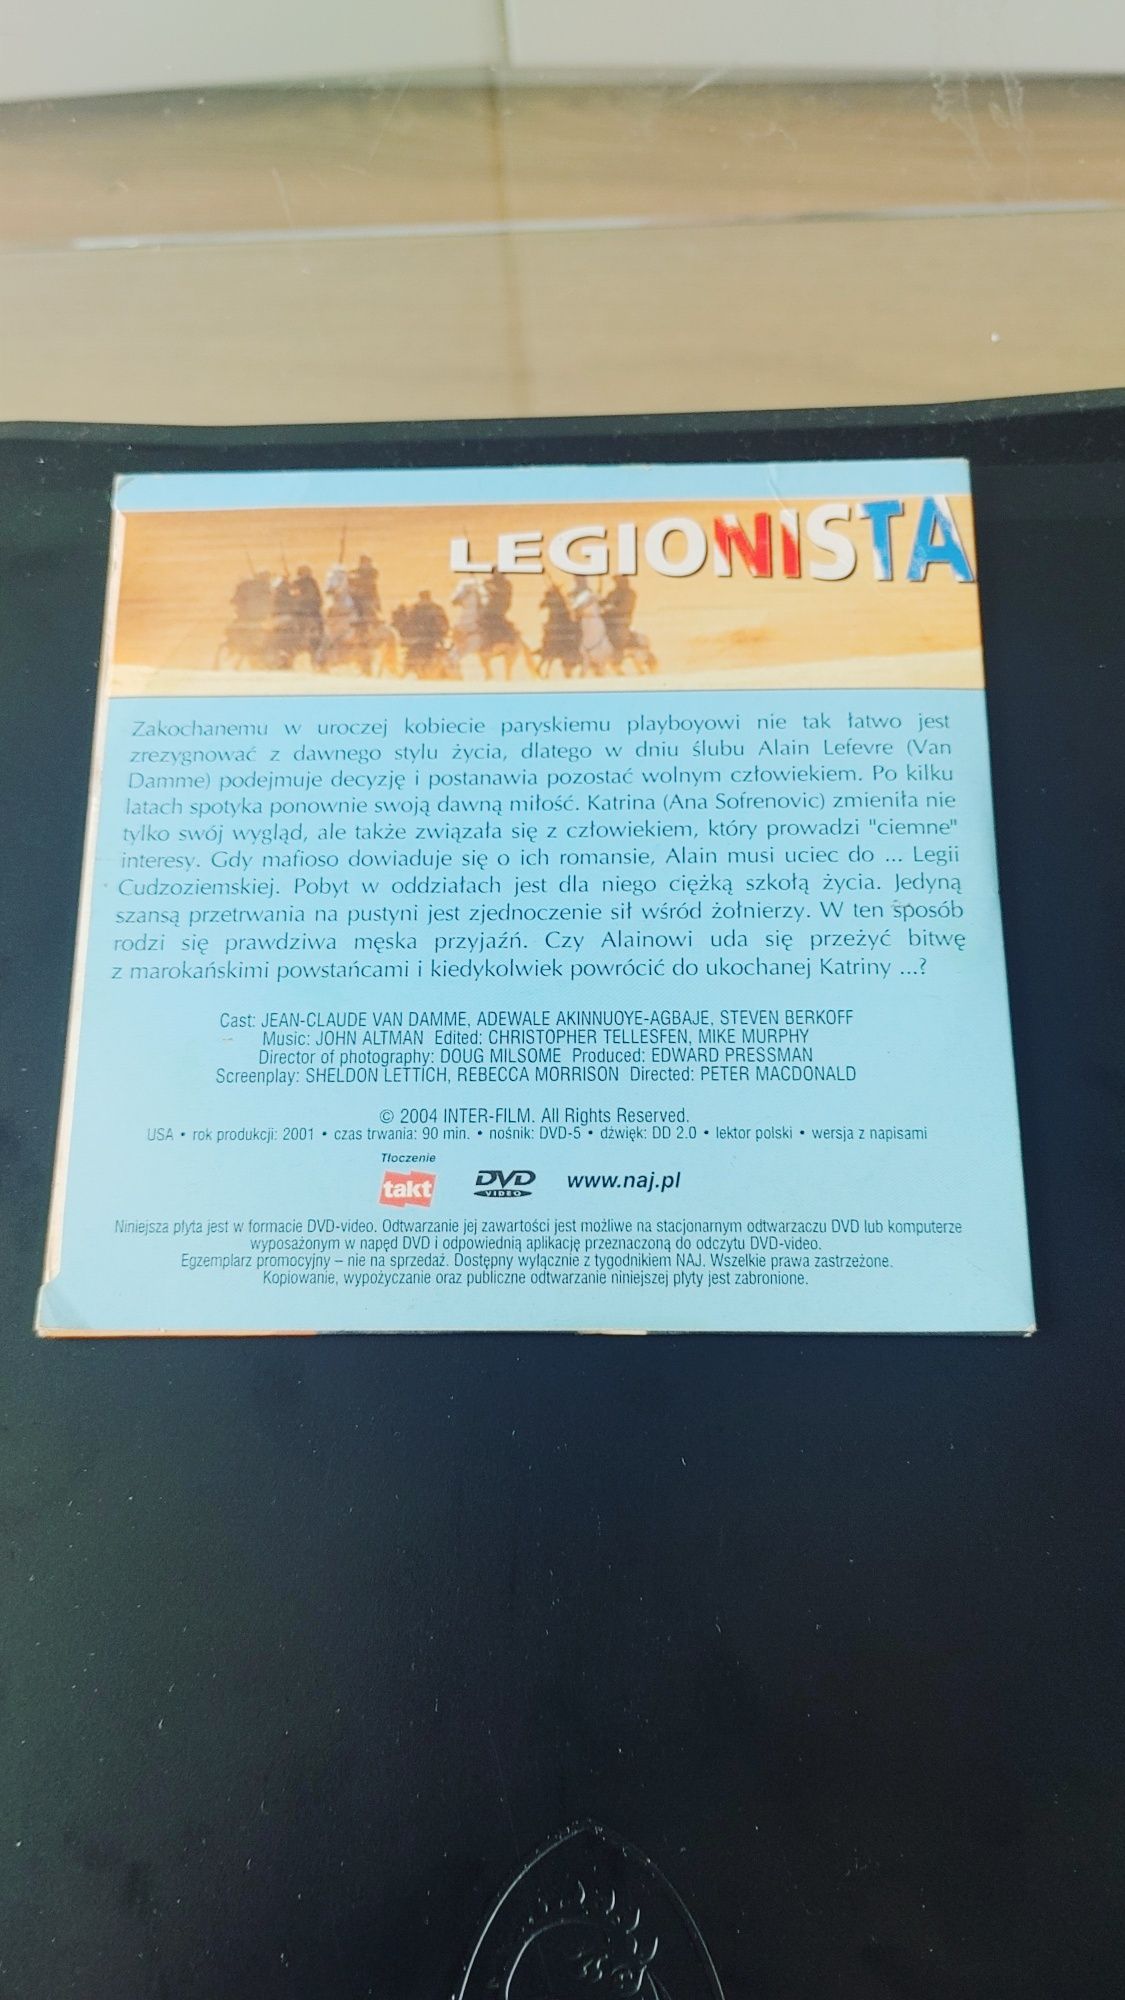 LEGIONISTA
Zakochanemu w uroczej kobiecie paryskiemu playboyowi nie tak łatwo jest
zrezygnować z dawnego stylu życia, dlatego w dniu ślubu Alain Lefevre (Van
Damme) podejmuje decyzję i postanawia pozostać wolnym człowiekiem. Po kilku
latach spotyka ponownie swoją dawną miłość. Katrina (Ana Sofrenovic) zmieniła nie
tylko swój wygląd, ale także związała się z człowiekiem, który prowadzi "ciemne"
interesy. Gdy mafioso dowiaduje się o ich romansie, Alain musi uciec do ... Legii
Cudzoziemskiej. Pobyt w oddziałach jest dla niego ciężką szkołą życia. Jedyną
szansą przetrwania na pustyni jest zjednoczenie sił wśród żołnierzy. W ten sposób
rodzi się prawdziwa męska przyjaźń. Czy Alainowi uda się przeżyć bitwę
z marokańskimi powstańcami i kiedykolwiek powrócić do ukochanej Katriny ...?
Cast: JEAN-CLAUDE VAN DAMME, ADEWALE AKINNUOYE-AGBAJE, STEVEN BERKOFF
Music: JOHN ALTMAN Edited: CHRISTOPHER TELLESFEN, MIKE MURPHY
Director of photography: DOUG MILSOME Produced: EDWARD PRESSMAN
Screenplay: SHELDON LETTICH, REBECCA MORRISON Directed: PETER MACDONALD
© 2004 INTER-FILM. All Rights Reserved.
USA • rok produkcji: 2001 • czas trwania: 90 min. • nośnik: DVD-5 • dźwięk: DD 2.0 • lektor polski • wersja z napisami
Tłoczenie
takt DVD VIDEO www.naj.pl
Niniejsza płyta jest w formacie DVD-video. Odtwarzanie jej zawartości jest możliwe na stacjonarnym odtwarzaczu DVD lub komputerze
wyposażonym w napęd DVD i odpowiednią aplikację przeznaczoną do odczytu DVD-video.
Egzemplarz promocyjny – nie na sprzedaż. Dostępny wyłącznie z tygodnikiem NAJ. Wszelkie prawa zastrzeżone.
Kopiowanie, wypożyczanie oraz publiczne odtwarzanie niniejszej płyty jest zabronione.